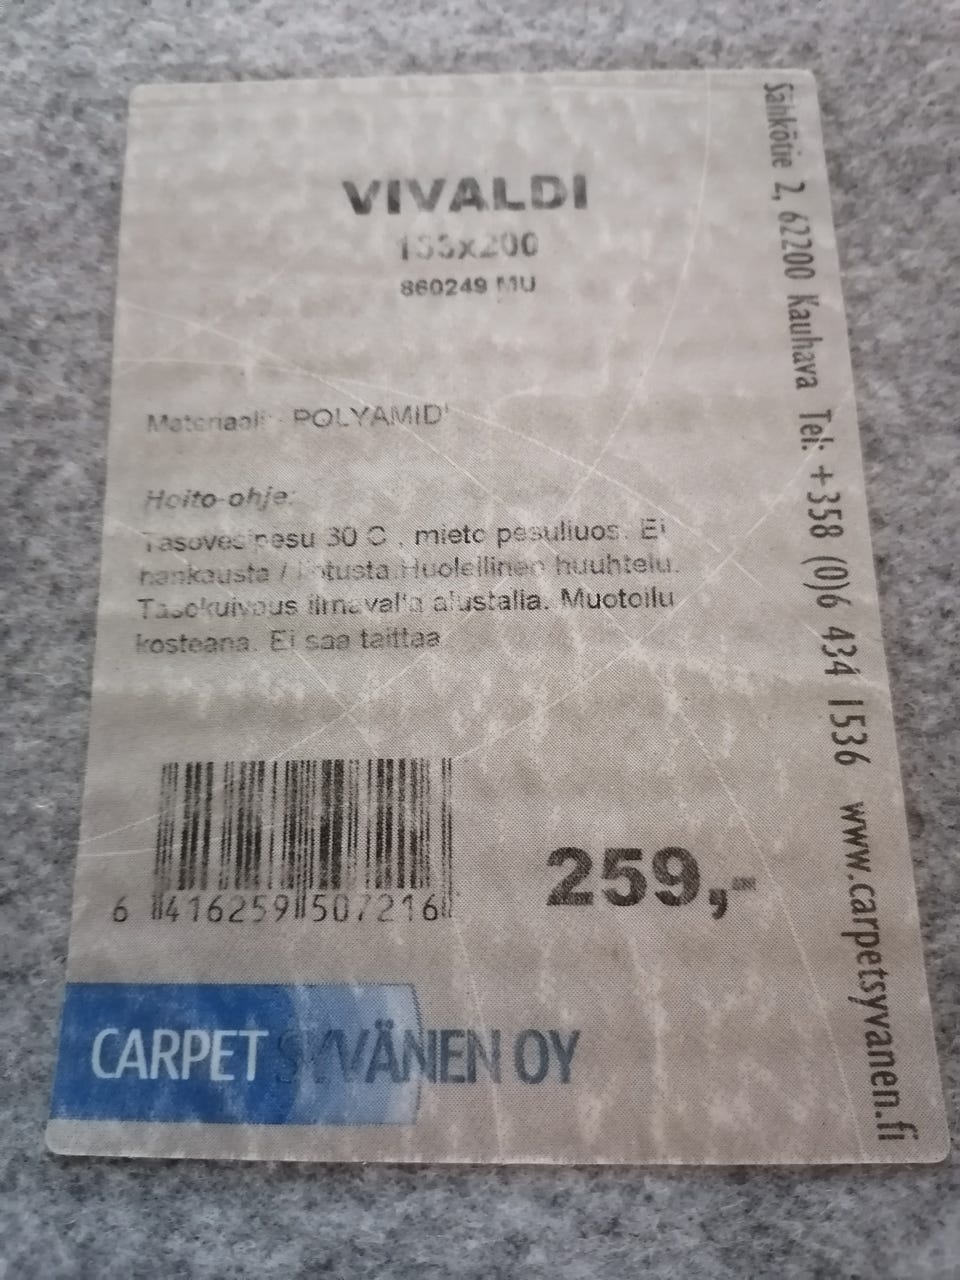 VIVALDI
860249 MU
Materiaali: POLYAMIDI
Hoito-ohje:
Tasovesipesu 30 C , mieto pesuliuos. Ei
hankausta / liotusta.Huolellinen huuhtelu.
Tasokuivaus ilmavalla alustalla. Muotoilu
kosteana. Ei saa taittaa
6 416259 507216
259,-
CARPET SYVÄNEN OY
Sähkötie 2, 62200 Kauhava Tel: +358 (0)6 434 1536 www.carpetsyvanen.fi